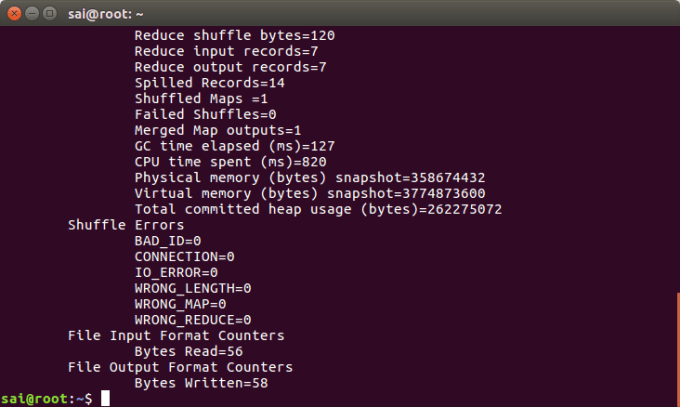 sai@root: ~
Reduce shuffle bytes=120
Reduce input records=7
Reduce output records=7
Spilled Records=14
Shuffled Maps =1
Failed Shuffles=0
Merged Map outputs=1
GC time elapsed (ms)=127
CPU time spent (ms)=820
Physical memory (bytes) snapshot=358674432
Virtual memory (bytes) snapshot=3774873600
Total committed heap usage (bytes)=262275072
Shuffle Errors
BAD_ID=0
CONNECTION=0
IO_ERROR=0
WRONG_LENGTH=0
WRONG_MAP=0
WRONG_REDUCE=0
File Input Format Counters
Bytes Read=56
File Output Format Counters
Bytes Written=58
sai@root:~$